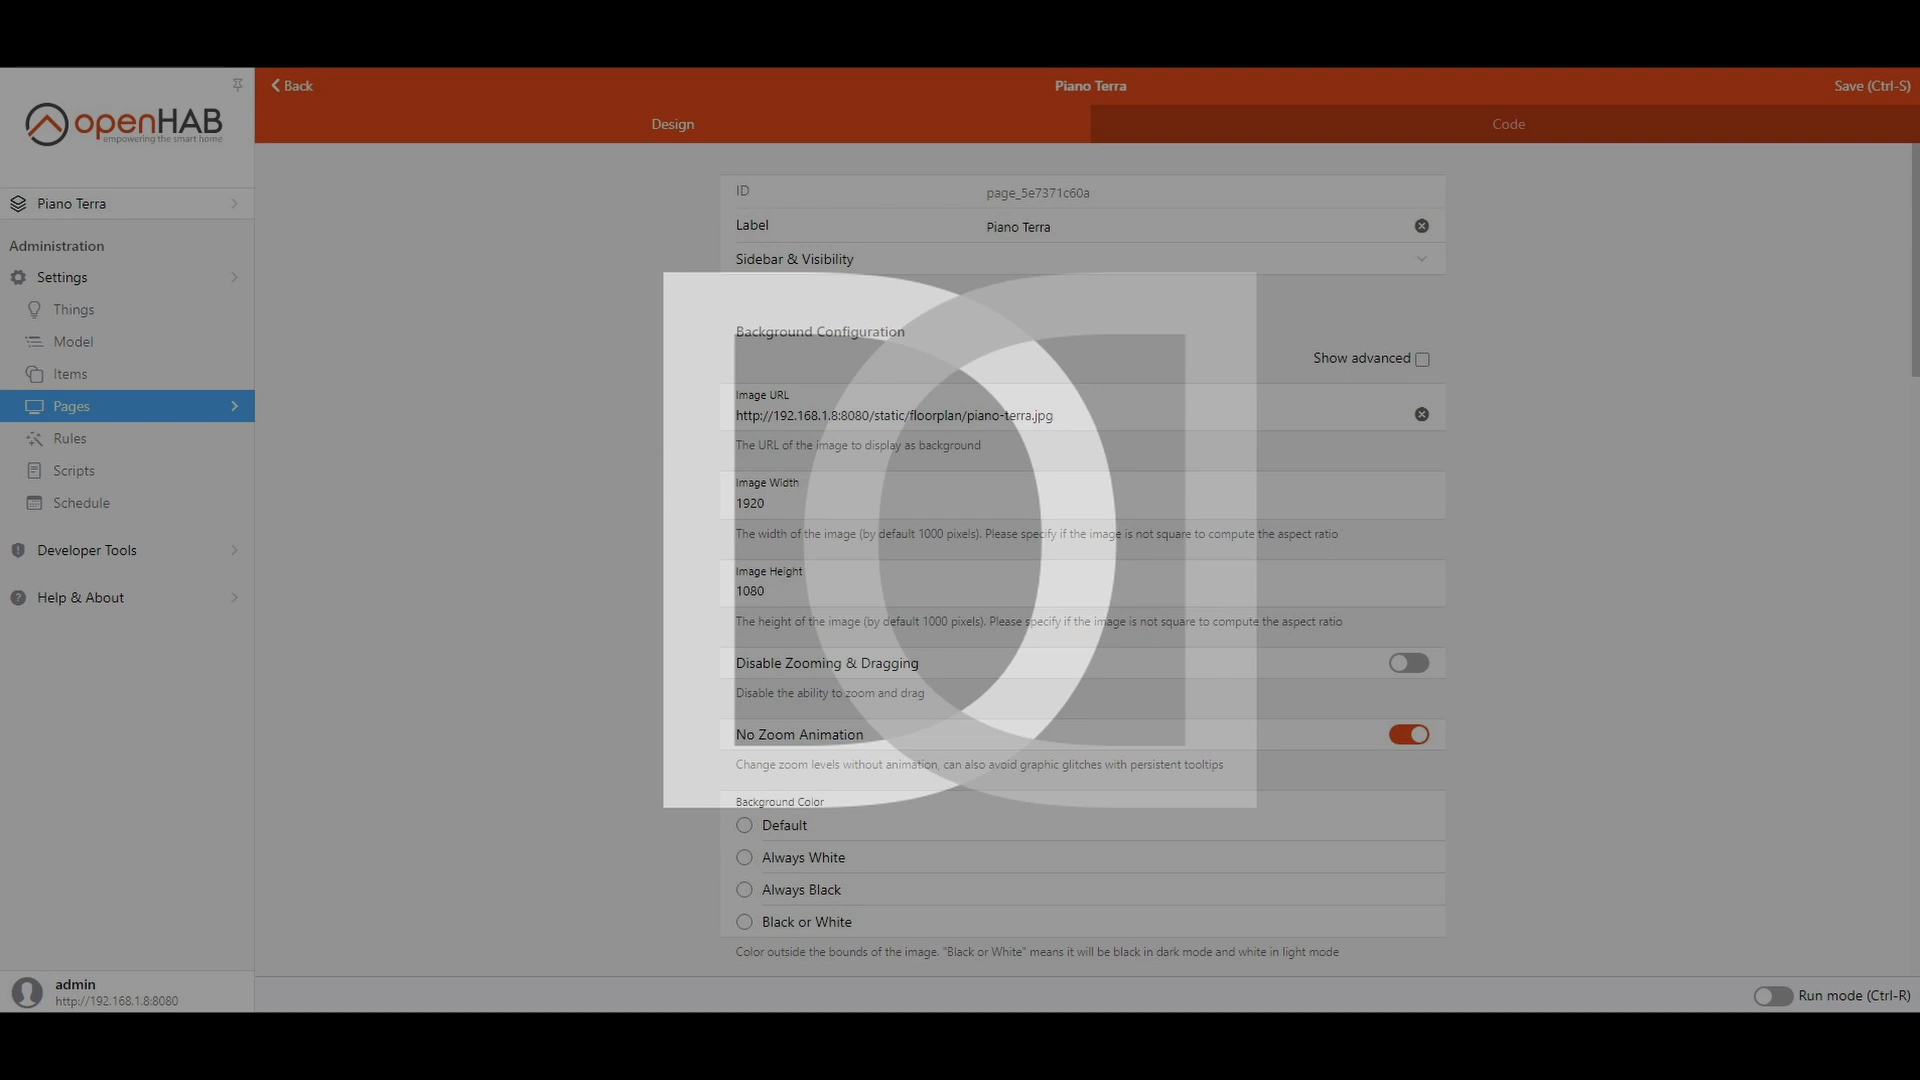 Back
Piano Terra
Save (Ctrl-S)
Design
Code
openHAB
empowering the smart home
Piano Terra
Administration
Settings
Things
Model
Items
Pages
Rules
Scripts
Schedule
Developer Tools
Help & About
admin
http://192.168.1.8:8080
ID
page_5e7371c60a
Label
Piano Terra
Sidebar & Visibility
Background Configuration
Show advanced
Image URL
http://192.168.1.8:8080/static/floorplan/piano-terra.jpg
The URL of the image to display as background
Image Width
1920
The width of the image (by default 1000 pixels). Please specify if the image is not square to compute the aspect ratio
Image Height
1080
The height of the image (by default 1000 pixels). Please specify if the image is not square to compute the aspect ratio
Disable Zooming & Dragging
Disable the ability to zoom and drag
No Zoom Animation
Change zoom levels without animation, can also avoid graphic glitches with persistent tooltips
Background Color
Default
Always White
Always Black
Black or White
Color outside the bounds of the image. "Black or White" means it will be black in dark mode and white in light mode
Run mode (Ctrl-R)